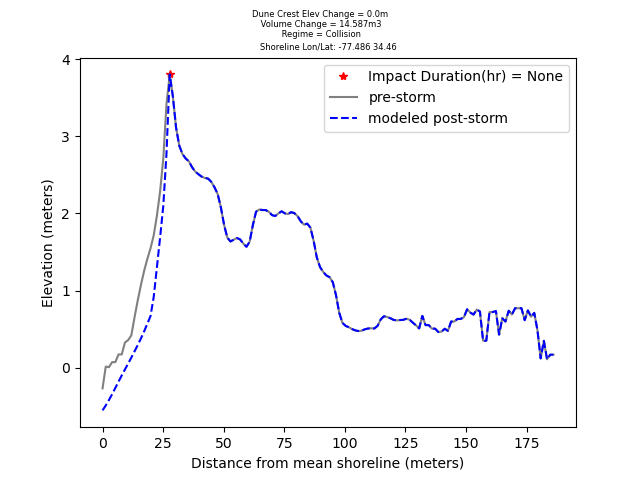 Dune Crest Elev Change = 0.0m
Volume Change = 14.587m3
Regime = Collision
Shoreline Lon/Lat: -77.486 34.46
Impact Duration(hr) = None
pre-storm
modeled post-storm
4
3
2
1
0
Elevation (meters)
0 25 50 75 100 125 150 175
Distance from mean shoreline (meters)